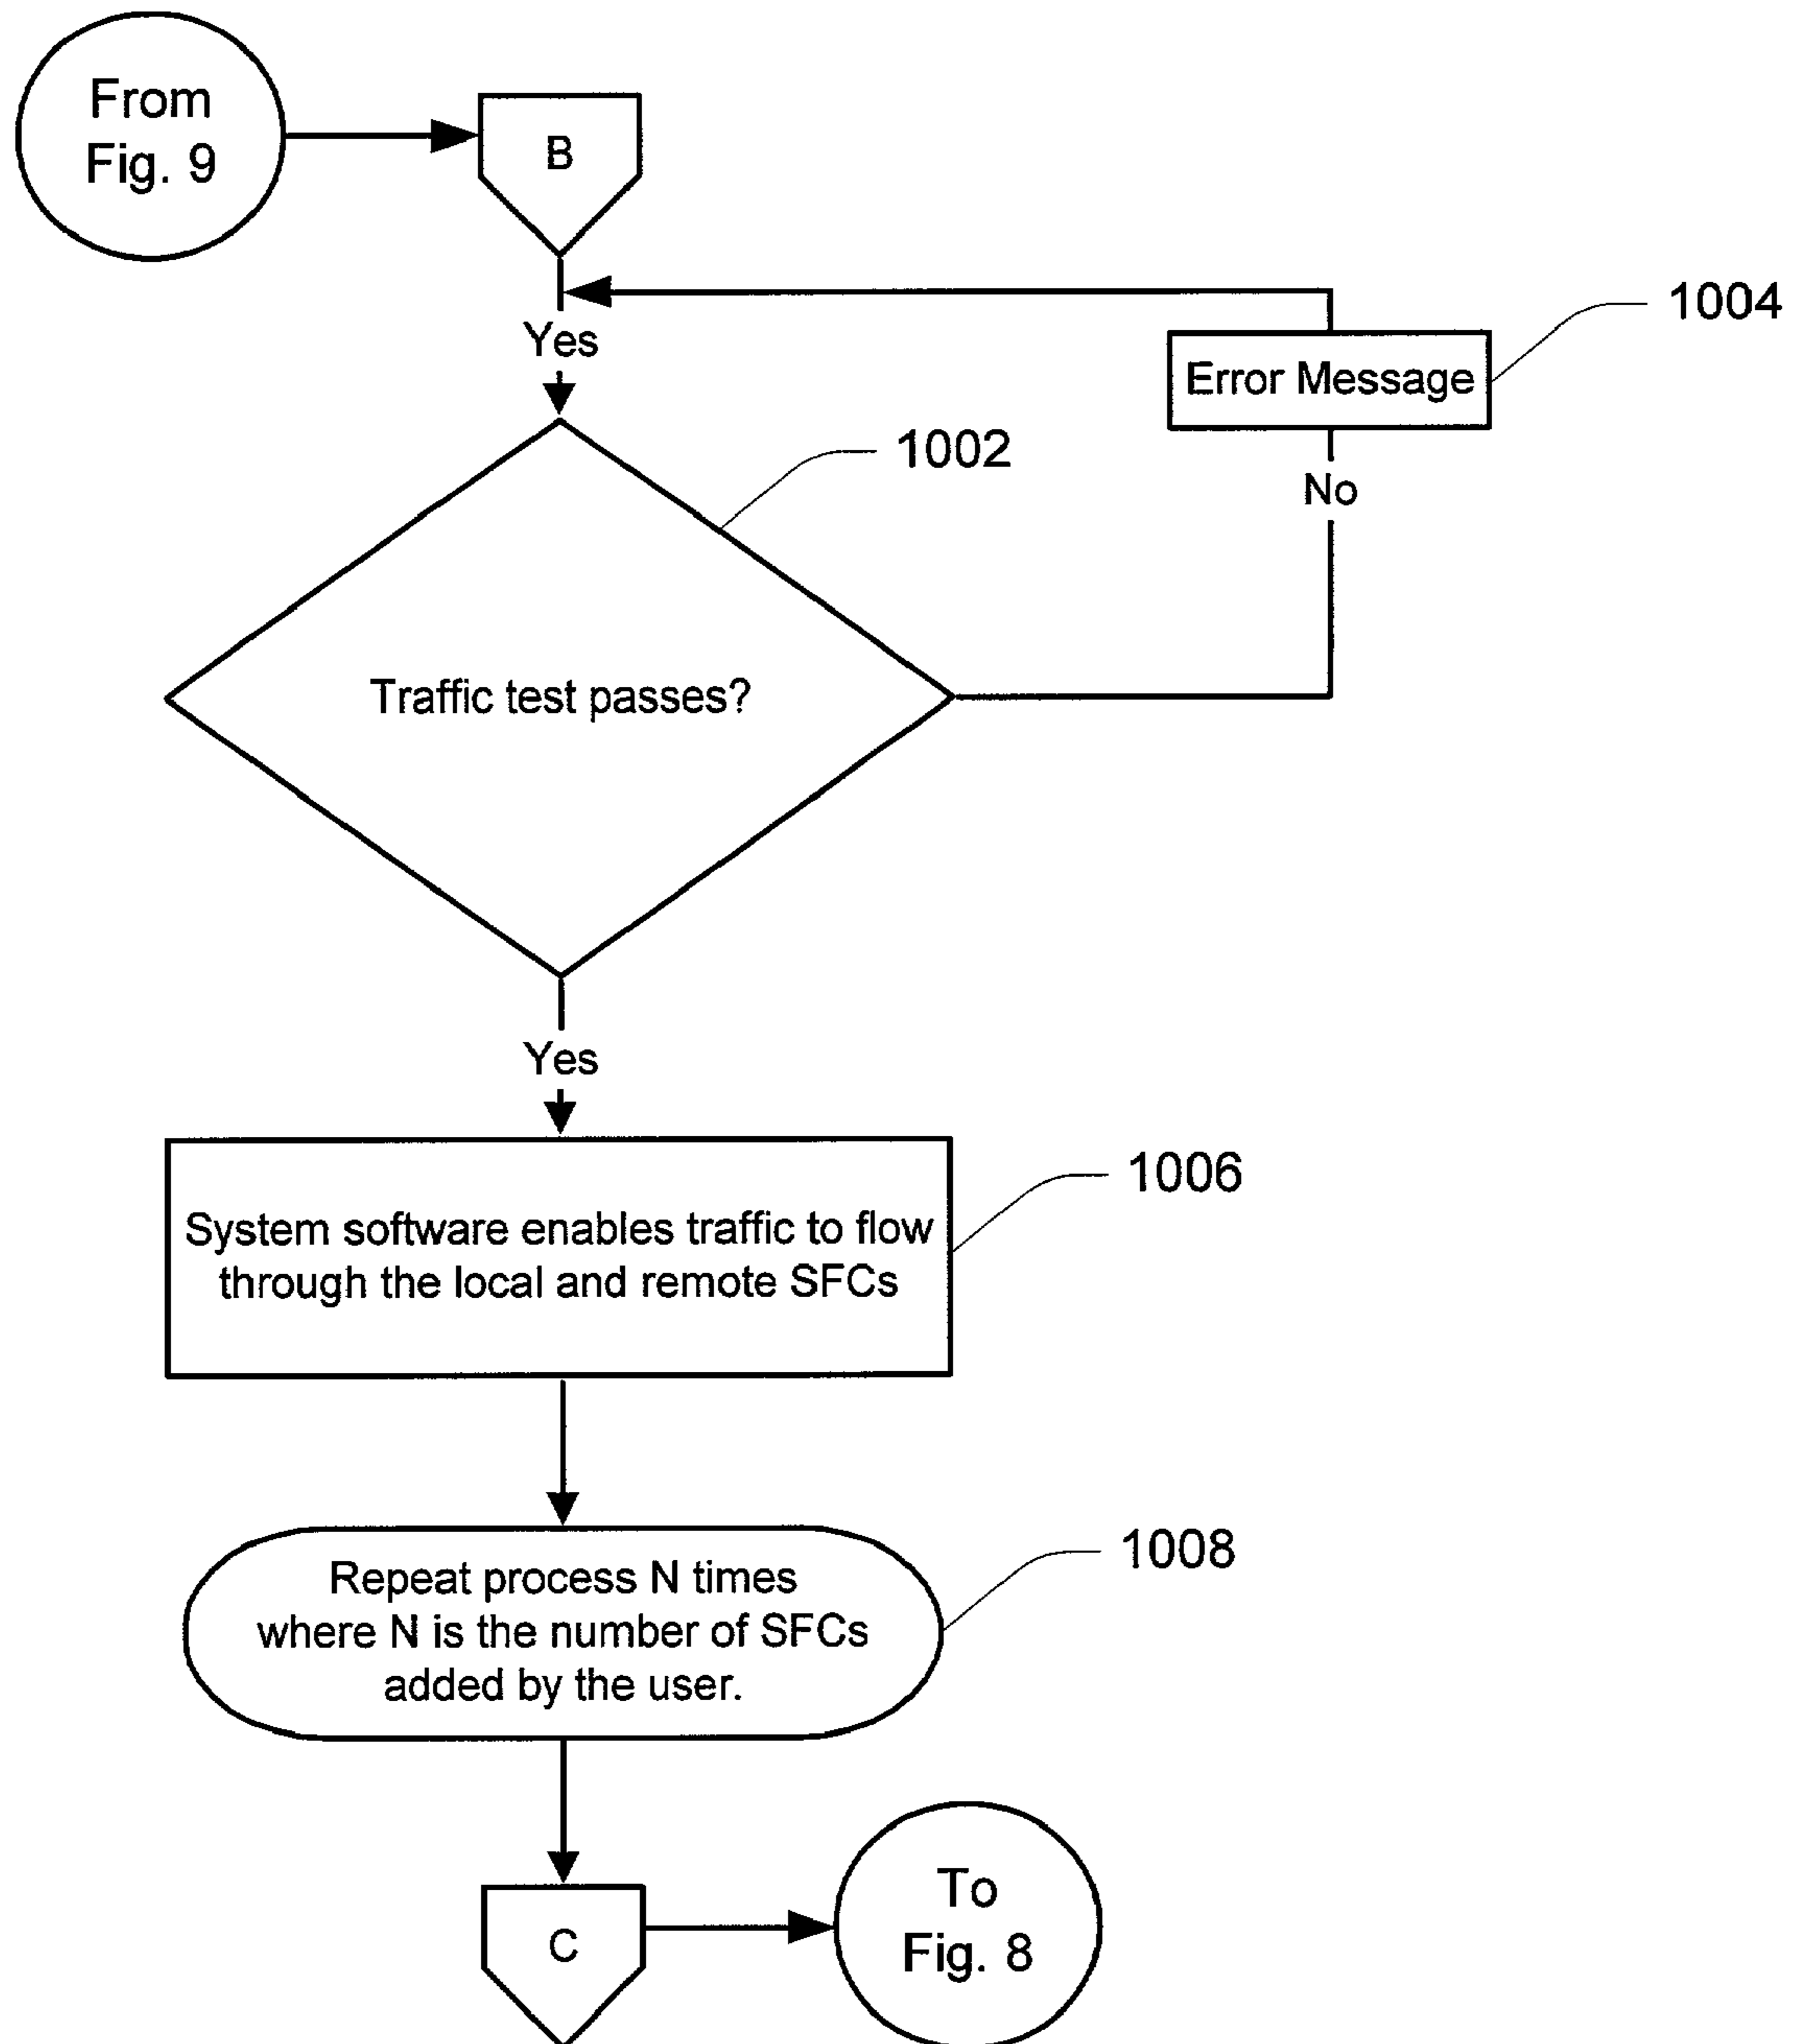 From
Fig. 9
B
Yes
Error Message
1004
1002
No
Traffic test passes?
Yes
System software enables traffic to flow
through the local and remote SFCs
1006
Repeat process N times
where N is the number of SFCs
added by the user.
1008
C
To
Fig. 8